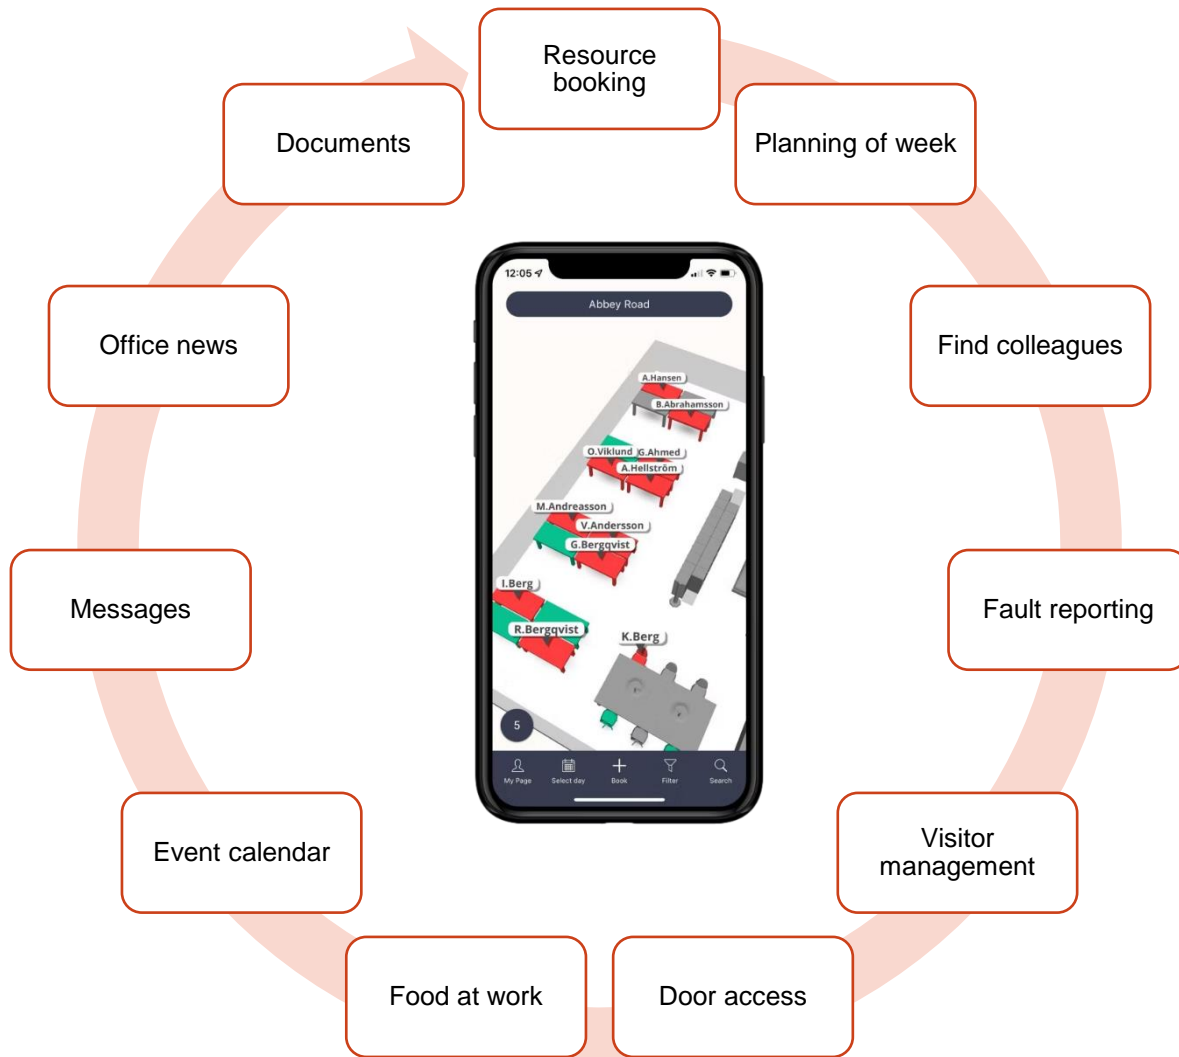 Resource
booking
Planning of week
Find colleagues
Fault reporting
Visitor
management
Door access
Food at work
Event calendar
Messages
Office news
Documents
12:05
Abbey Road
A.Hansen
B.Abrahamsson
O.Viklund
G.Ahmed
A.Hellström
M.Andreasson
V.Andersson
G.Bergqvist
I.Berg
R.Bergqvist
K.Berg
5
My Page
Select day
Book
Filter
Search